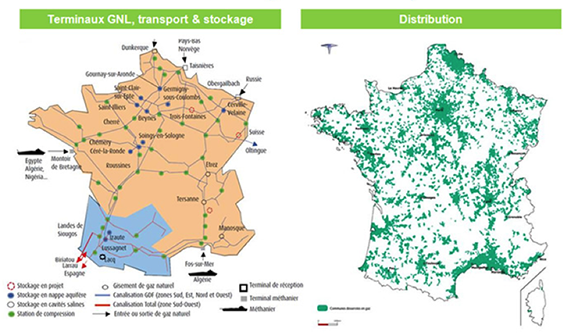 Terminaux GNL, transport & stockage
Distribution
Dunkerque
Pays-Bas
Norvège
Taisnières
Gournay-sur-Aronde
Obergailbach
Russie
Saint-Clair-
sur-Epte
Germigny
-sous-Coulombs
Saint-Illiers
Cerville-
Velaine
Beynes
Trois-Fontaines
Cherré
Soings-en-Sologne
Suisse
Oltingue
Chémery
Céré-la-Ronde
Egypte
Algérie,
Nigéria...
Montoir
de Bretagne
Roussines
Etrez
Tersanne
Landes de
Siougos
Manosque
Izaute
Lussagnet
Lacq
Biriatou
Larrau
Espagne
Fos-sur-Mer
Algérie
Stockage en projet
Gisement de gaz naturel
Terminal de réception
Stockage en nappe aquifère
Canalisation GDF (zones Sud, Est, Nord et Ouest)
Terminal méthanier
Stockage en cavités salines
Canalisation Total (zone Sud-Ouest)
Méthanier
Station de compression
Entrée ou sortie de gaz naturel
Communes desservies en gaz